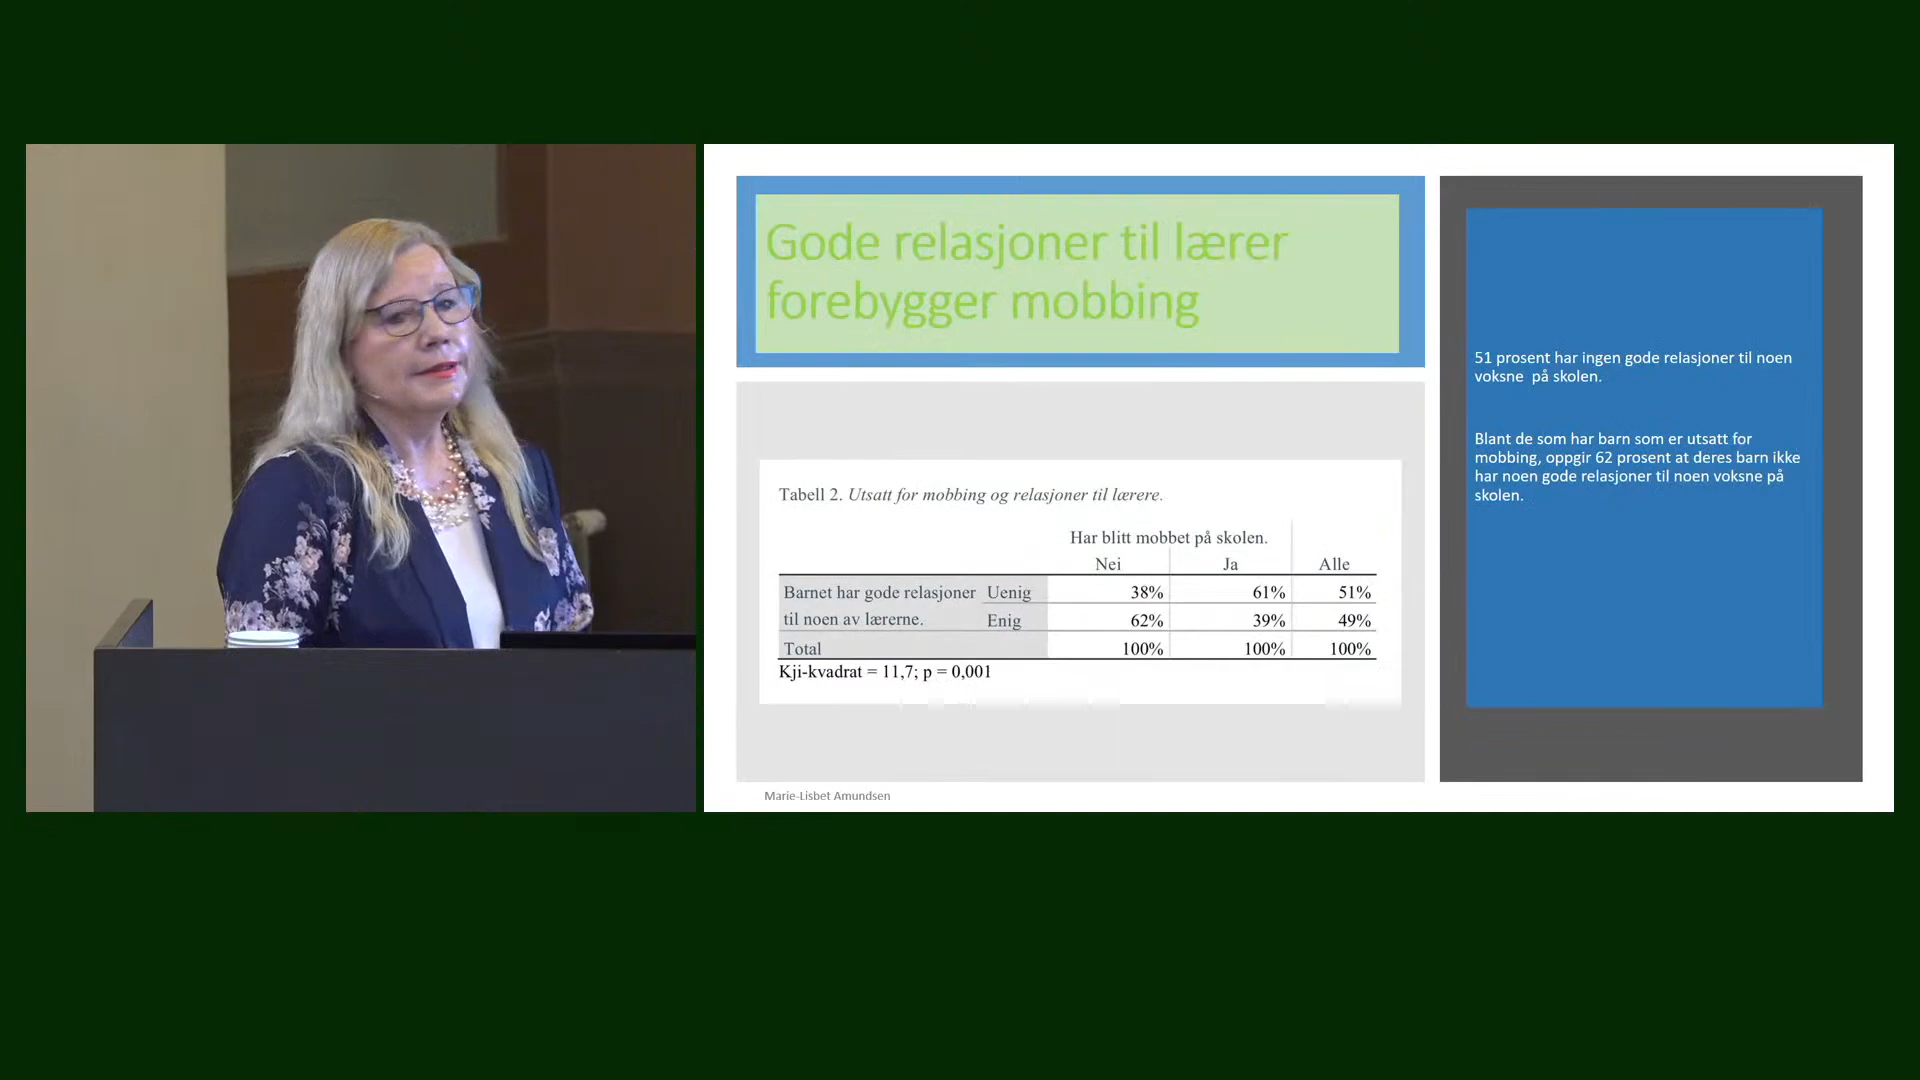 Gode relasjoner til lærer
forebygger mobbing
51 prosent har ingen gode relasjoner til noen
voksne på skolen.
Blant de som har barn som er utsatt for
mobbing, oppgir 62 prosent at deres barn ikke
har noen gode relasjoner til noen voksne på
skolen.
Tabell 2. Utsatt for mobbing og relasjoner til lærere.
Har blitt mobbet på skolen.
Nei Ja Alle
Barnet har gode relasjoner Uenig 38% 61% 51%
til noen av lærerne. Enig 62% 39% 49%
Total 100% 100% 100%
Kji-kvadrat = 11,7; p = 0,001
Marie-Lisbet Amundsen